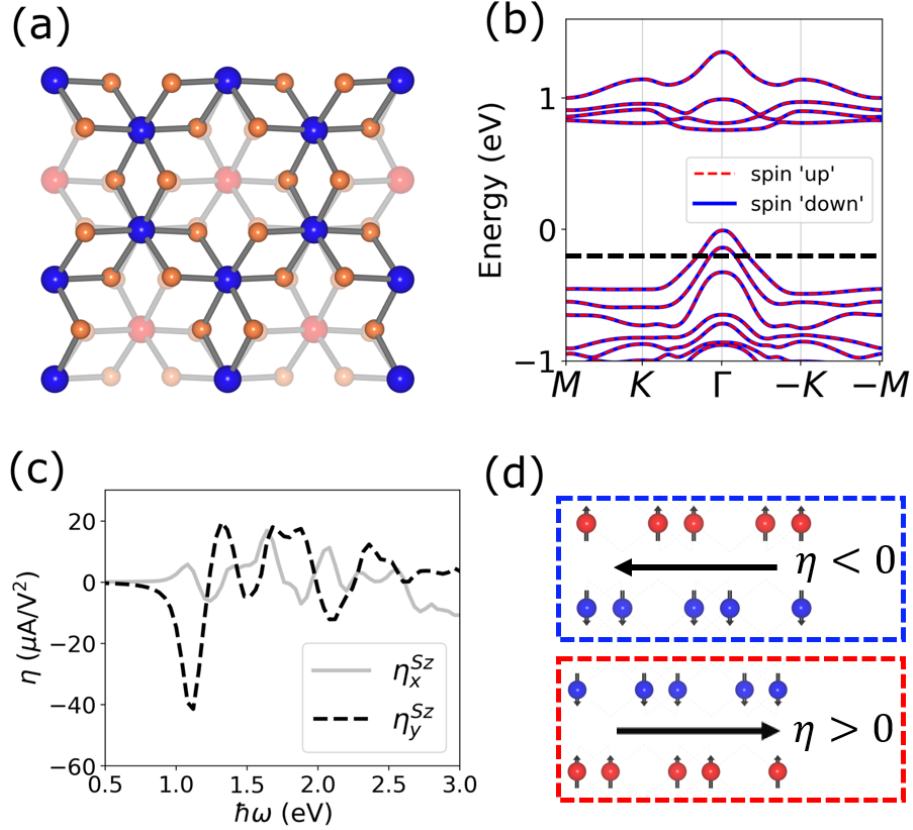 (a)
(b)
1
0
−1
Energy (eV)
spin 'up'
spin 'down'
M K Γ −K −M
(c)
20
0
−20
−40
−60
η (μA/V²)
η_x^{Sz}
η_y^{Sz}
0.5 1.0 1.5 2.0 2.5 3.0
ℏω (eV)
(d)
η < 0
η > 0